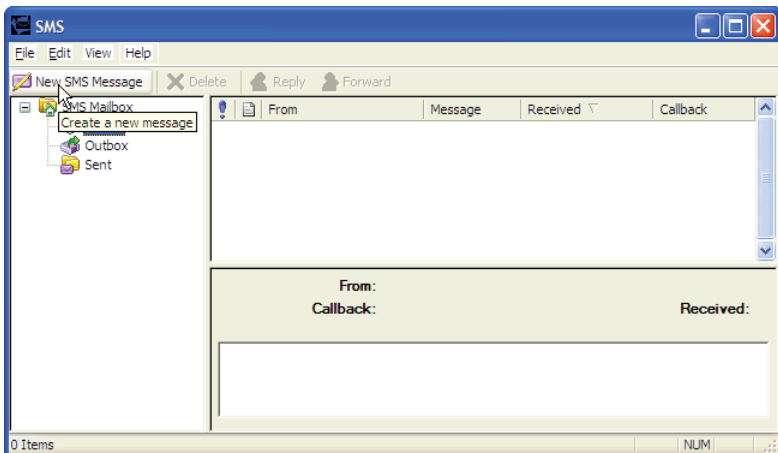 SMS
File Edit View Help
New SMS Message Delete Reply Forward
SMS Mailbox
Create a new message
Outbox
Sent
From Message Received Callback
From:
Callback: Received:
0 Items NUM